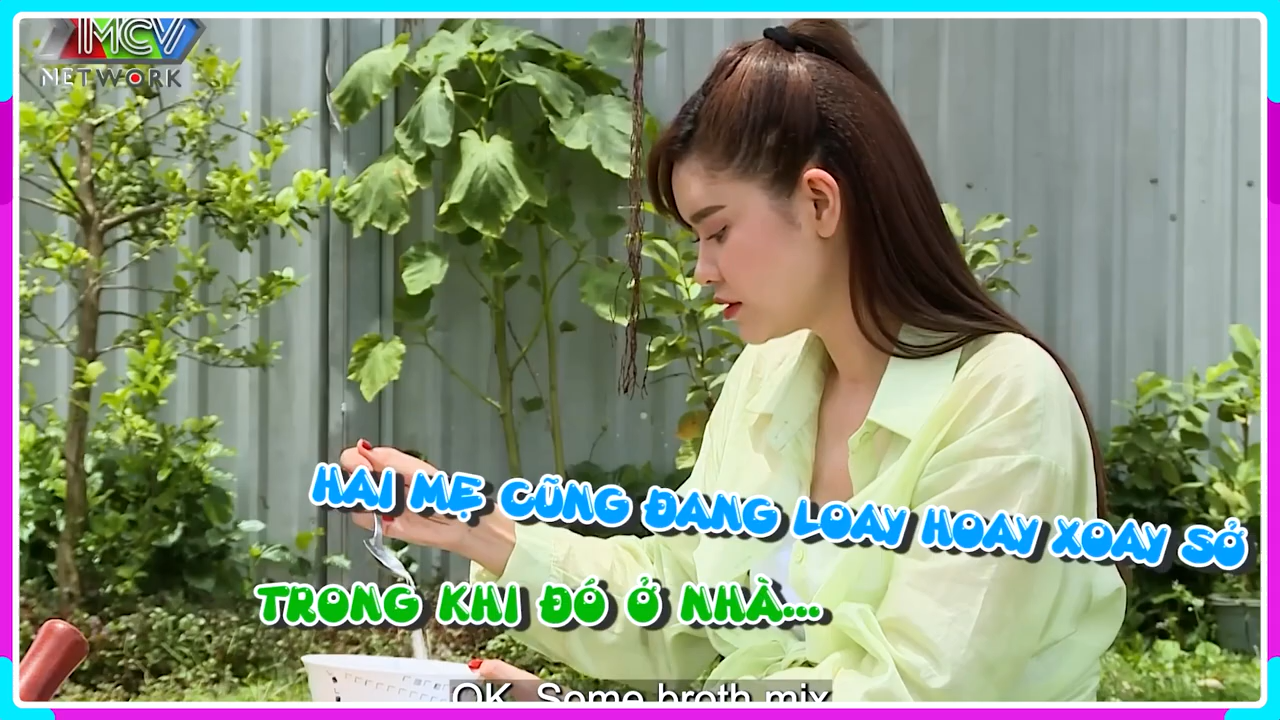 MCV
NETWORK
HAI MẸ CŨNG ĐANG LOAY HOAY XOAY SỞ
TRONG KHI ĐÓ Ở NHÀ...
OK. Some broth mix